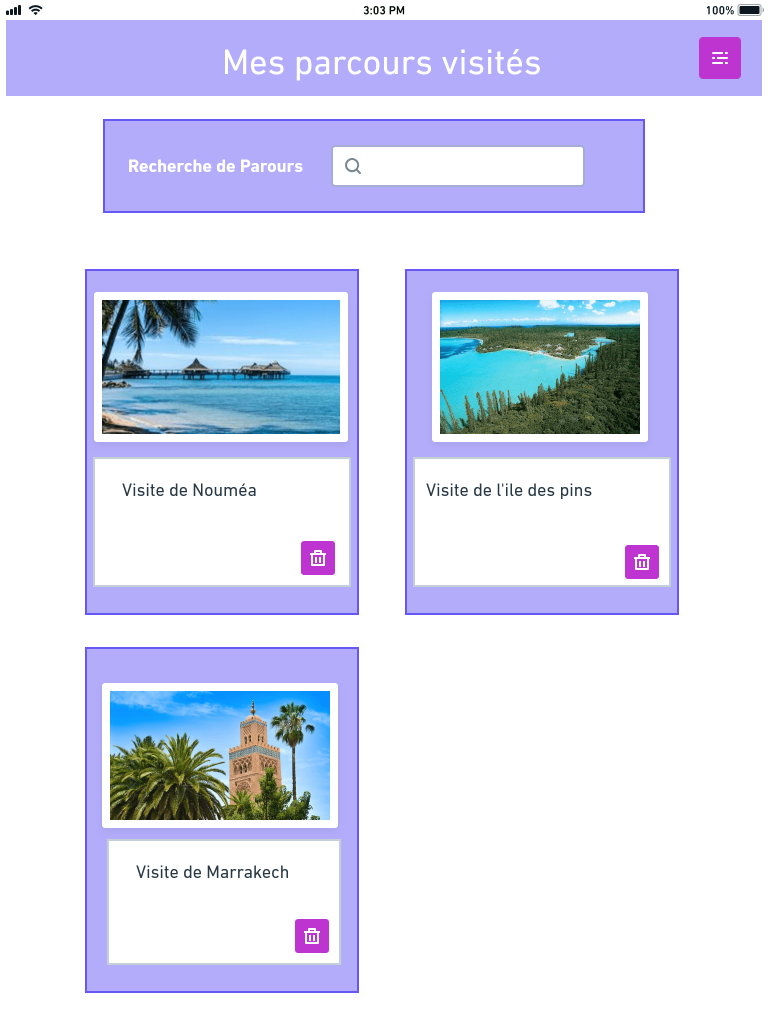 3:03 PM
100%
Mes parcours visités
Recherche de Parours
Visite de Nouméa
Visite de l'ile des pins
Visite de Marrakech